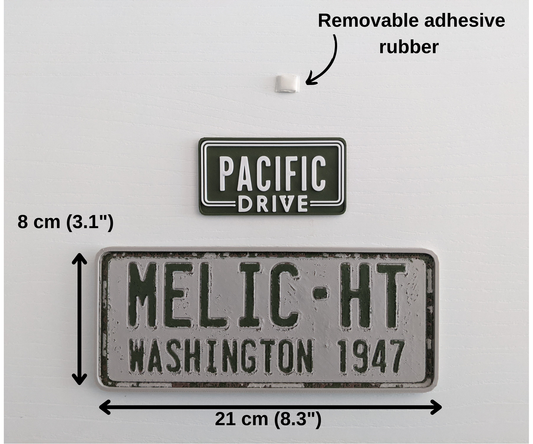 Removable adhesive
rubber
PACIFIC
DRIVE
8 cm (3.1")
MELIC-HT
WASHINGTON 1947
21 cm (8.3")